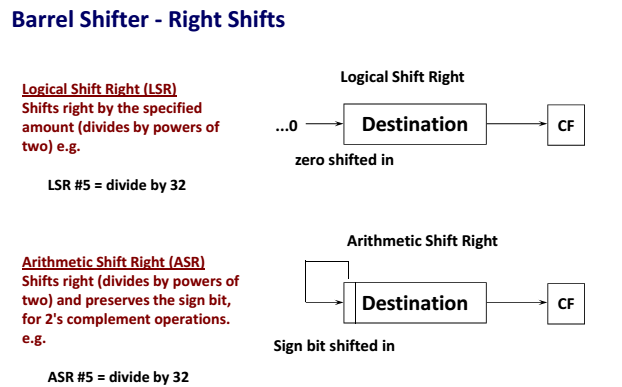 Barrel Shifter - Right Shifts
Logical Shift Right (LSR)
Shifts right by the specified
amount (divides by powers of
two) e.g.
LSR #5 = divide by 32
Logical Shift Right
...0
Destination
CF
zero shifted in
Arithmetic Shift Right (ASR)
Shifts right (divides by powers of
two) and preserves the sign bit,
for 2's complement operations.
e.g.
ASR #5 = divide by 32
Arithmetic Shift Right
Destination
CF
Sign bit shifted in